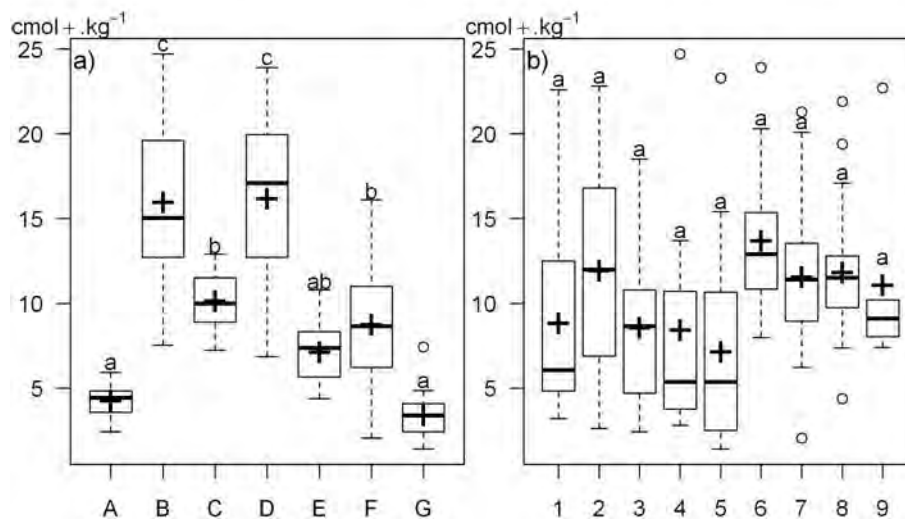 cmol+.kg⁻¹ cmol+.kg⁻¹
25 a) c c 25 b) a a a a a a a a a
20 b b 20
15 ab 15
10 a a 10
5 5
A B C D E F G 1 2 3 4 5 6 7 8 9